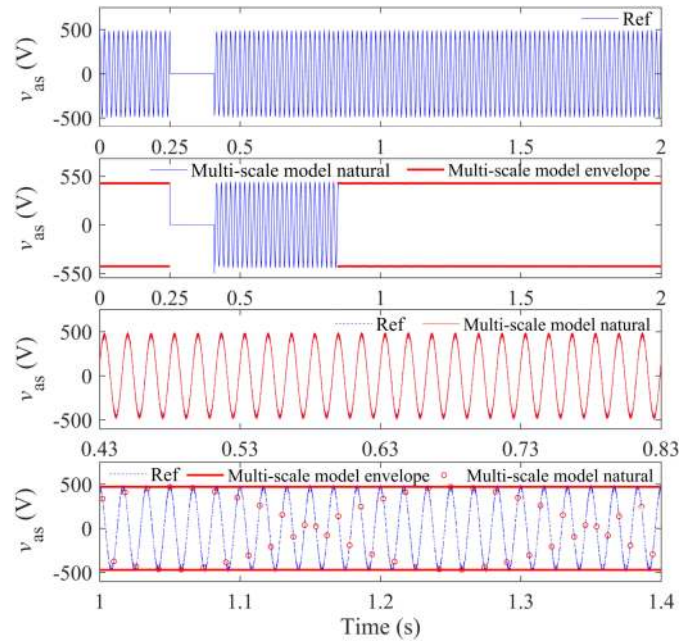 Ref
500
0
-500
v_as (V)
0 0.25 0.5 1 1.5 2
Multi-scale model natural Multi-scale model envelope
550
0
-550
v_as (V)
0 0.25 0.5 1 1.5 2
Ref Multi-scale model natural
500
0
-500
v_as (V)
0.43 0.53 0.63 0.73 0.83
Ref Multi-scale model envelope Multi-scale model natural
500
0
-500
v_as (V)
1 1.1 1.2 1.3 1.4
Time (s)